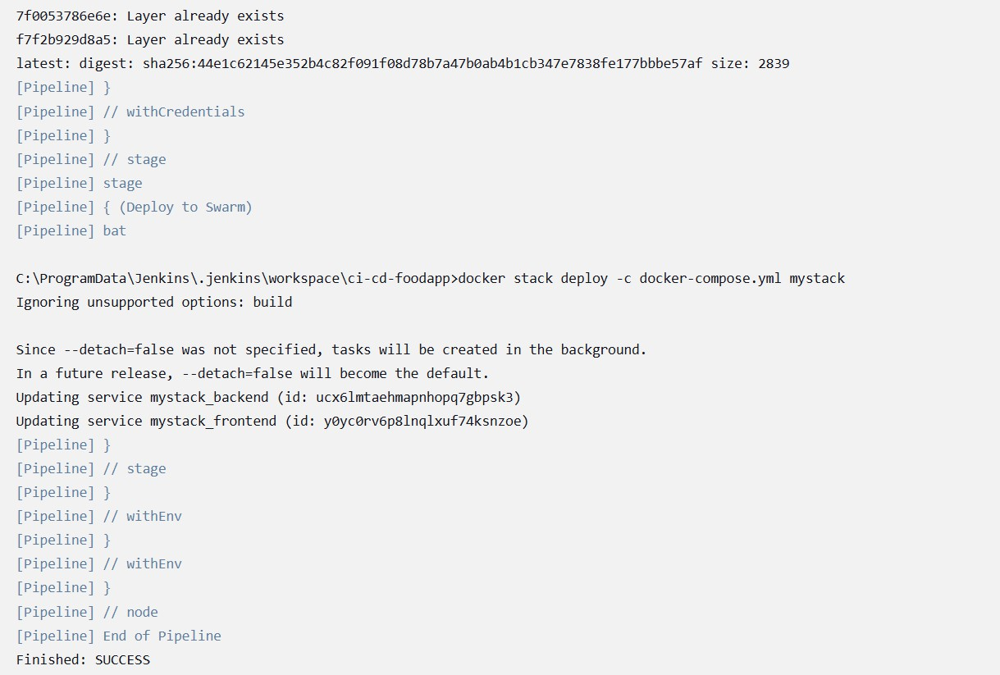 7f0053786e6e: Layer already exists
f7f2b929d8a5: Layer already exists
latest: digest: sha256:44e1c62145e352b4c82f091f08d78b7a47b0ab4b1cb347e7838fe177bbbe57af size: 2839
[Pipeline] }
[Pipeline] // withCredentials
[Pipeline] }
[Pipeline] // stage
[Pipeline] stage
[Pipeline] { (Deploy to Swarm)
[Pipeline] bat
C:\ProgramData\Jenkins\.jenkins\workspace\ci-cd-foodapp>docker stack deploy -c docker-compose.yml mystack
Ignoring unsupported options: build
Since --detach=false was not specified, tasks will be created in the background.
In a future release, --detach=false will become the default.
Updating service mystack_backend (id: ucx6lmtaehmapnhopq7gbpsk3)
Updating service mystack_frontend (id: y0yc0rv6p8lnqlxuf74ksnzoe)
[Pipeline] }
[Pipeline] // stage
[Pipeline] }
[Pipeline] // withEnv
[Pipeline] }
[Pipeline] // withEnv
[Pipeline] }
[Pipeline] // node
[Pipeline] End of Pipeline
Finished: SUCCESS